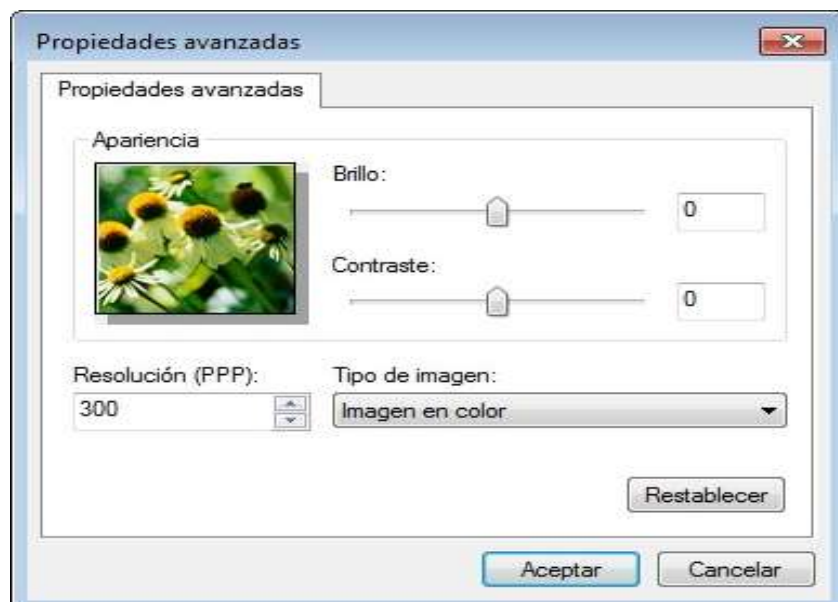 Propiedades avanzadas
Propiedades avanzadas
Apariencia
Brillo:
0
Contraste:
0
Resolución (PPP):
300
Tipo de imagen:
Imagen en color
Restablecer
Aceptar
Cancelar